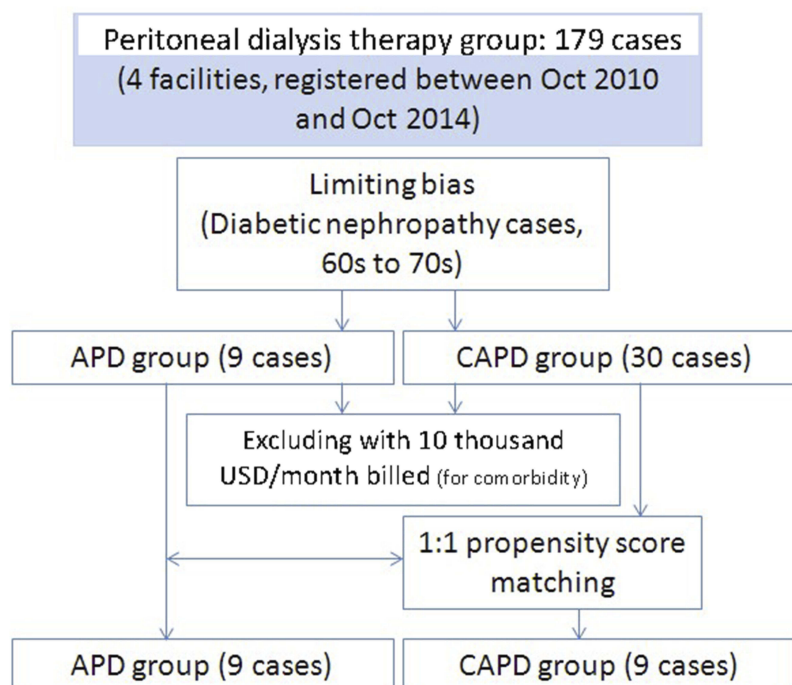 Peritoneal dialysis therapy group: 179 cases
(4 facilities, registered between Oct 2010
and Oct 2014)
Limiting bias
(Diabetic nephropathy cases,
60s to 70s)
APD group (9 cases)
CAPD group (30 cases)
Excluding with 10 thousand
USD/month billed (for comorbidity)
1:1 propensity score
matching
APD group (9 cases)
CAPD group (9 cases)